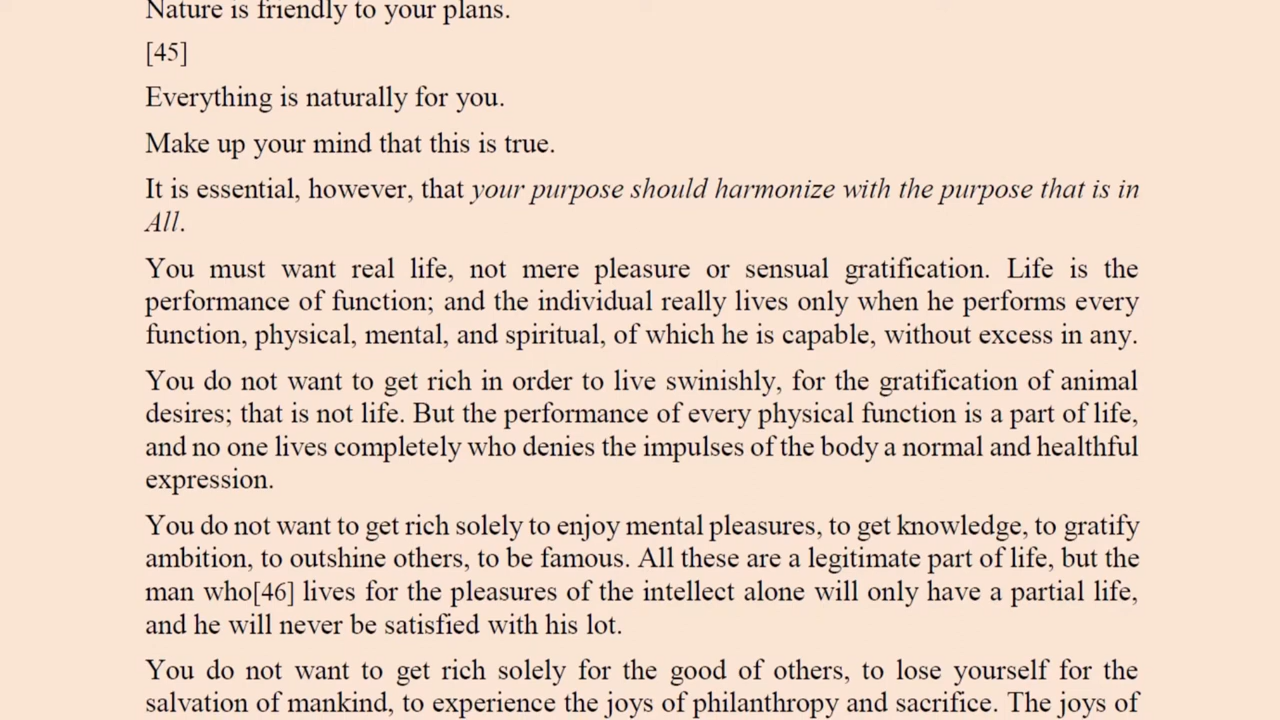 Nature is friendly to your plans.
[45]
Everything is naturally for you.
Make up your mind that this is true.
It is essential, however, that your purpose should harmonize with the purpose that is in
All.
You must want real life, not mere pleasure or sensual gratification. Life is the
performance of function; and the individual really lives only when he performs every
function, physical, mental, and spiritual, of which he is capable, without excess in any.
You do not want to get rich in order to live swinishly, for the gratification of animal
desires; that is not life. But the performance of every physical function is a part of life,
and no one lives completely who denies the impulses of the body a normal and healthful
expression.
You do not want to get rich solely to enjoy mental pleasures, to get knowledge, to gratify
ambition, to outshine others, to be famous. All these are a legitimate part of life, but the
man who[46] lives for the pleasures of the intellect alone will only have a partial life,
and he will never be satisfied with his lot.
You do not want to get rich solely for the good of others, to lose yourself for the
salvation of mankind, to experience the joys of philanthropy and sacrifice. The joys of